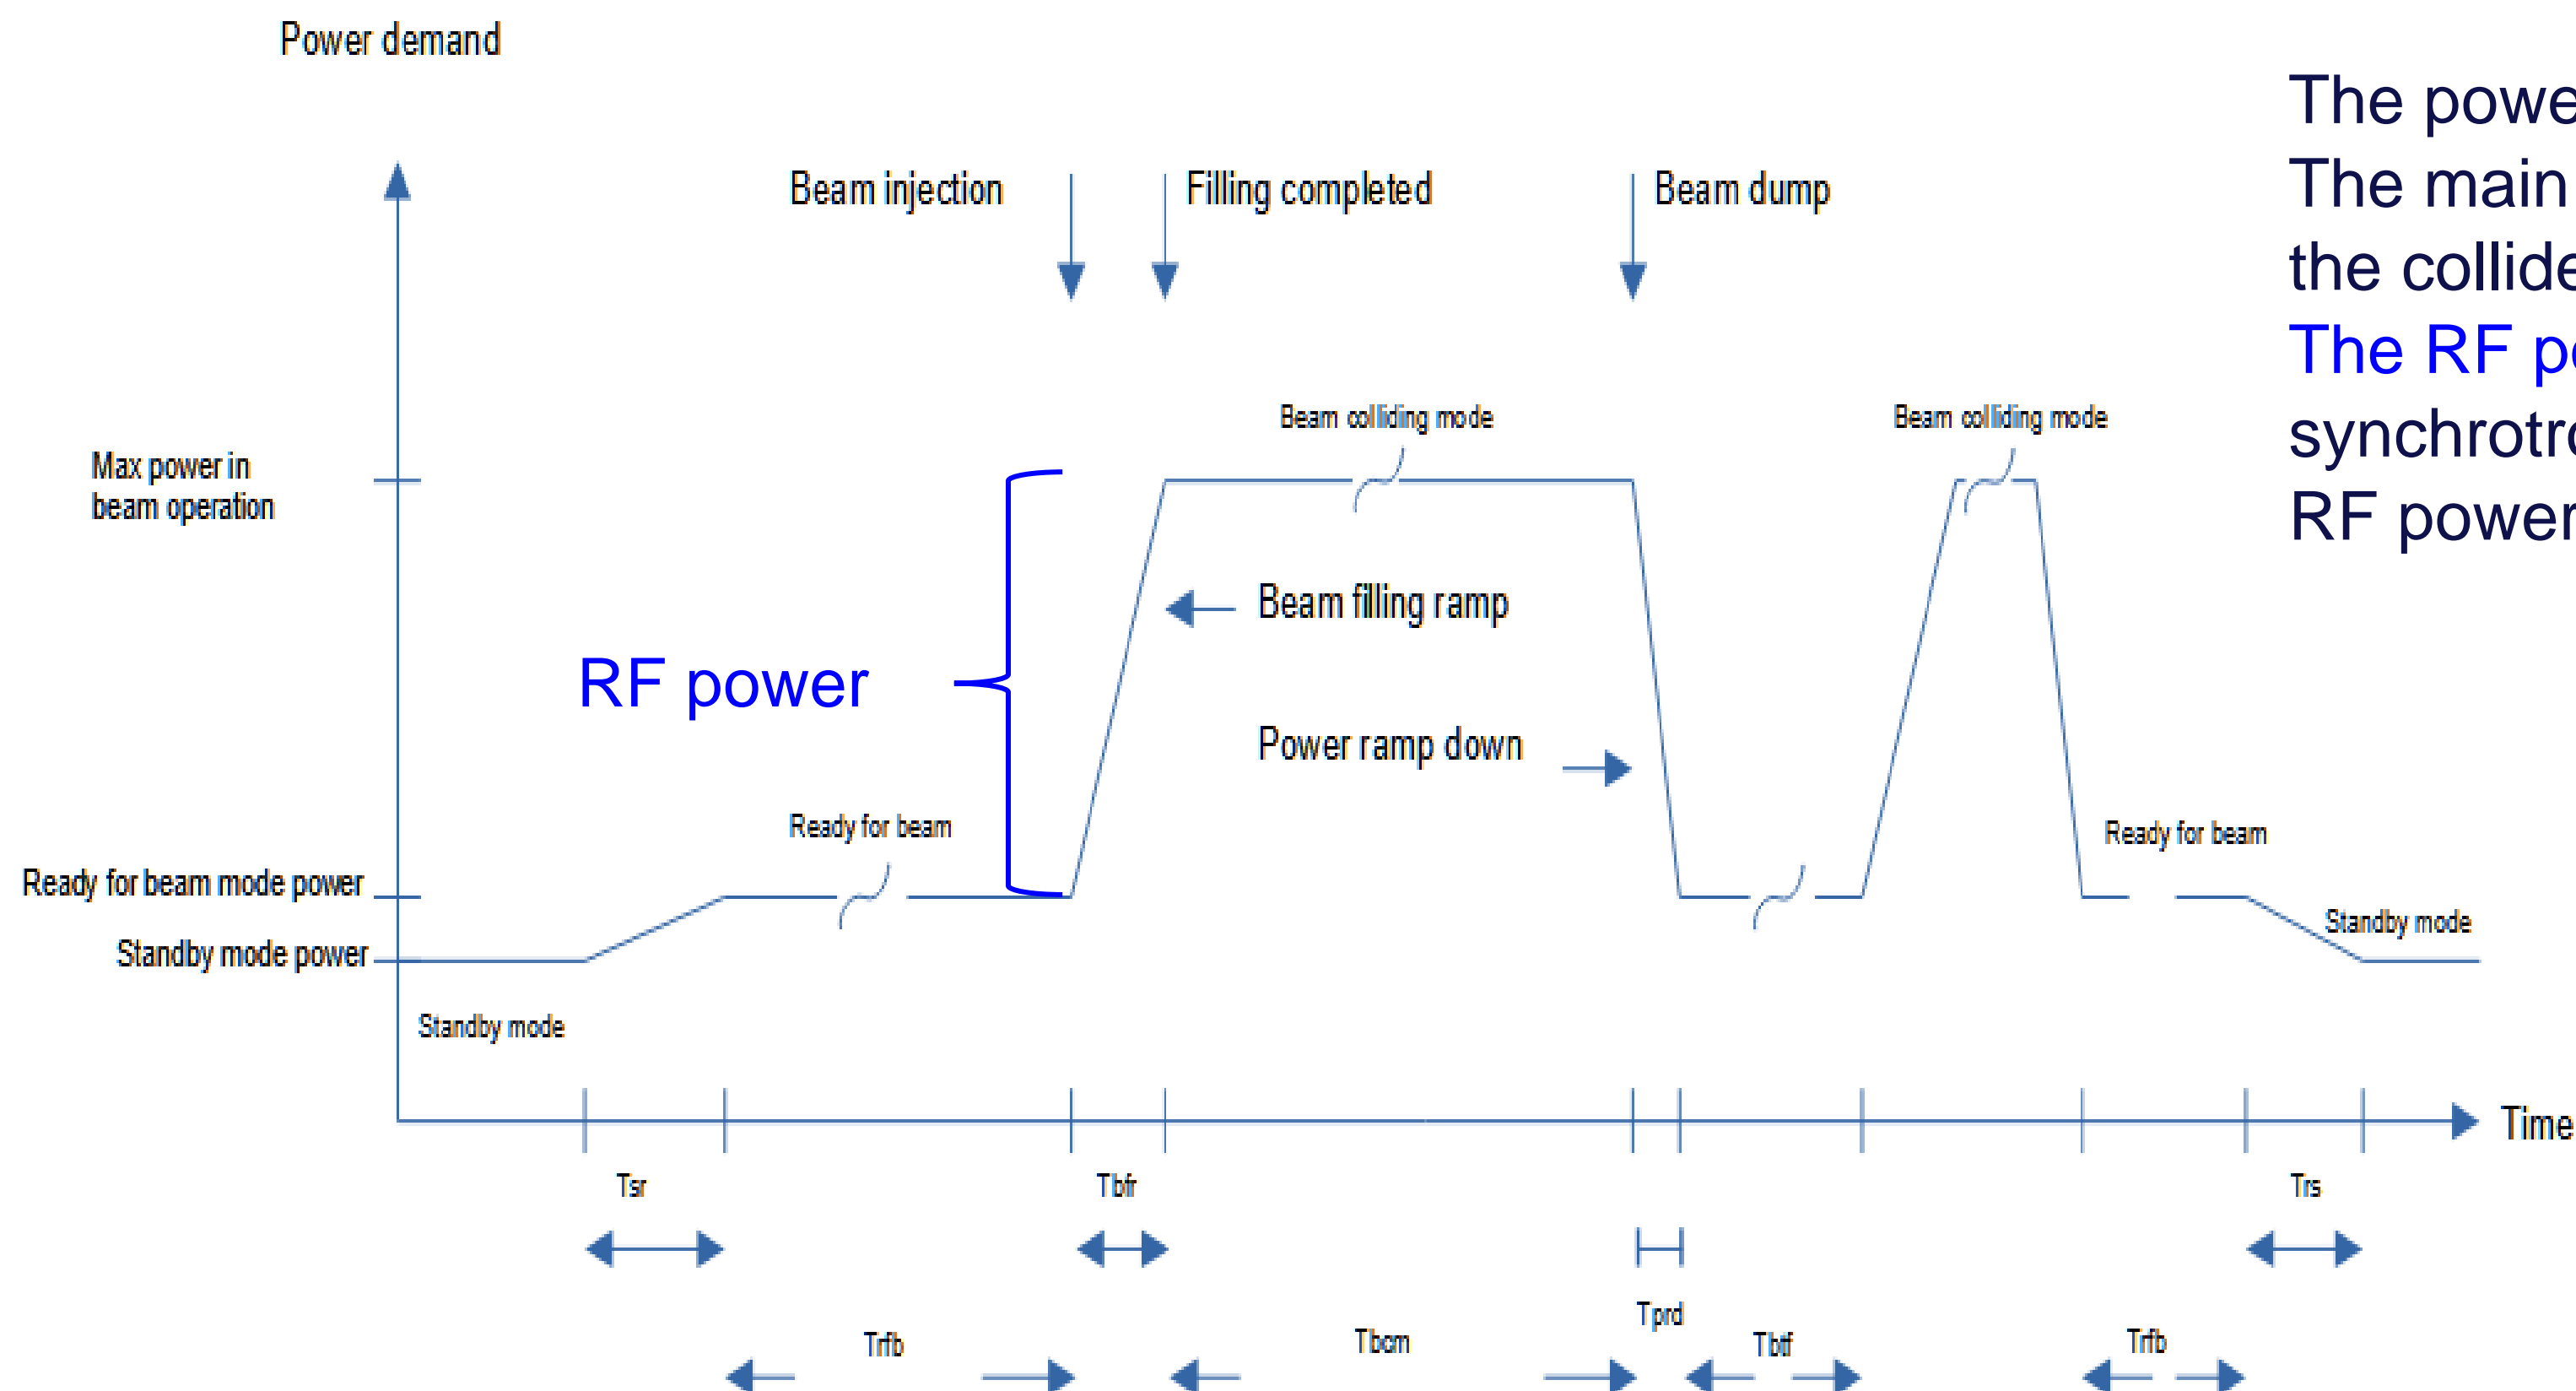 Power demand
The powe
The main
the collide
The RF po
synchrotro
RF power
Beam injection
Filling completed
Beam dump
Beam colliding mode
Beam colliding mode
Max power in
beam operation
Beam filling ramp
RF power
Power ramp down
Ready for beam
Ready for beam
Ready for beam mode power
Standby mode power
Standby mode
Standby mode
Time
Tsr
Tbfr
Trs
Tprd
Trfb
Tbcm
Tbtf
Trfb